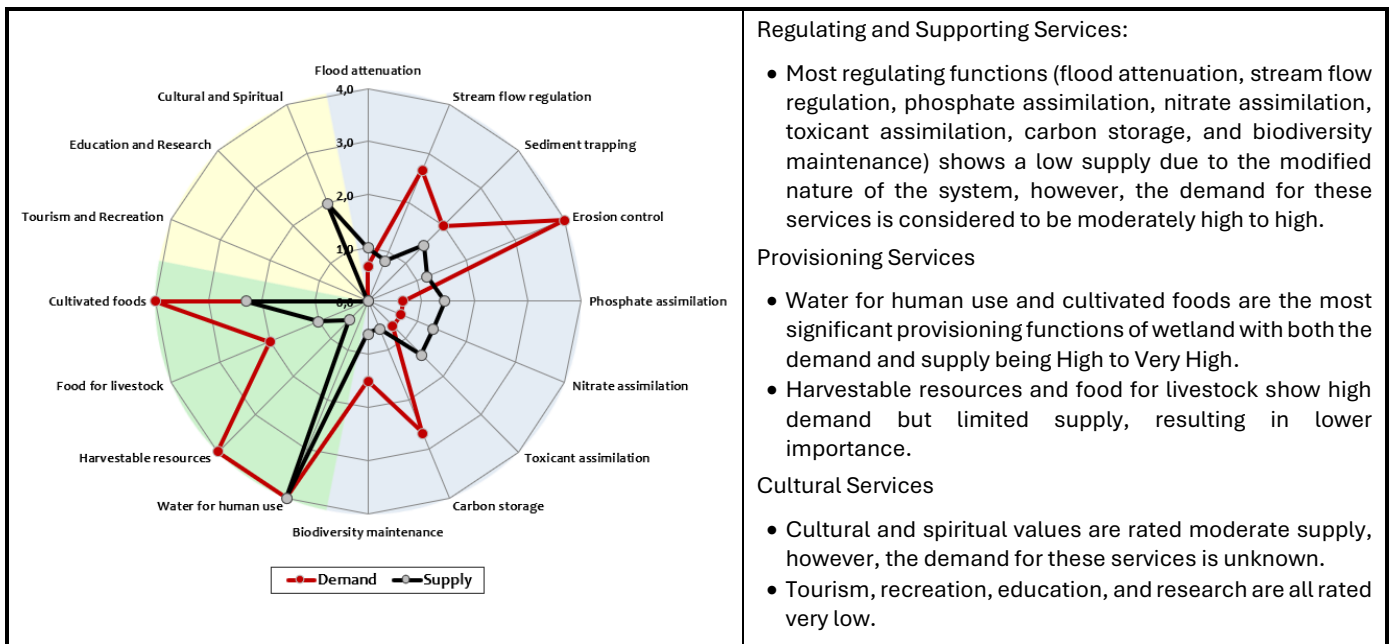 Flood attenuation
Cultural and Spiritual
4,0
Stream flow regulation
Education and Research
3,0
Sediment trapping
Tourism and Recreation
2,0
Erosion control
1,0
Cultivated foods
0,0
Phosphate assimilation
Food for livestock
Nitrate assimilation
Harvestable resources
Toxicant assimilation
Water for human use
Carbon storage
Biodiversity maintenance
Demand Supply
Regulating and Supporting Services:
• Most regulating functions (flood attenuation, stream flow
regulation, phosphate assimilation, nitrate assimilation,
toxicant assimilation, carbon storage, and biodiversity
maintenance) shows a low supply due to the modified
nature of the system, however, the demand for these
services is considered to be moderately high to high.
Provisioning Services
• Water for human use and cultivated foods are the most
significant provisioning functions of wetland with both the
demand and supply being High to Very High.
• Harvestable resources and food for livestock show high
demand but limited supply, resulting in lower
importance.
Cultural Services
• Cultural and spiritual values are rated moderate supply,
however, the demand for these services is unknown.
• Tourism, recreation, education, and research are all rated
very low.